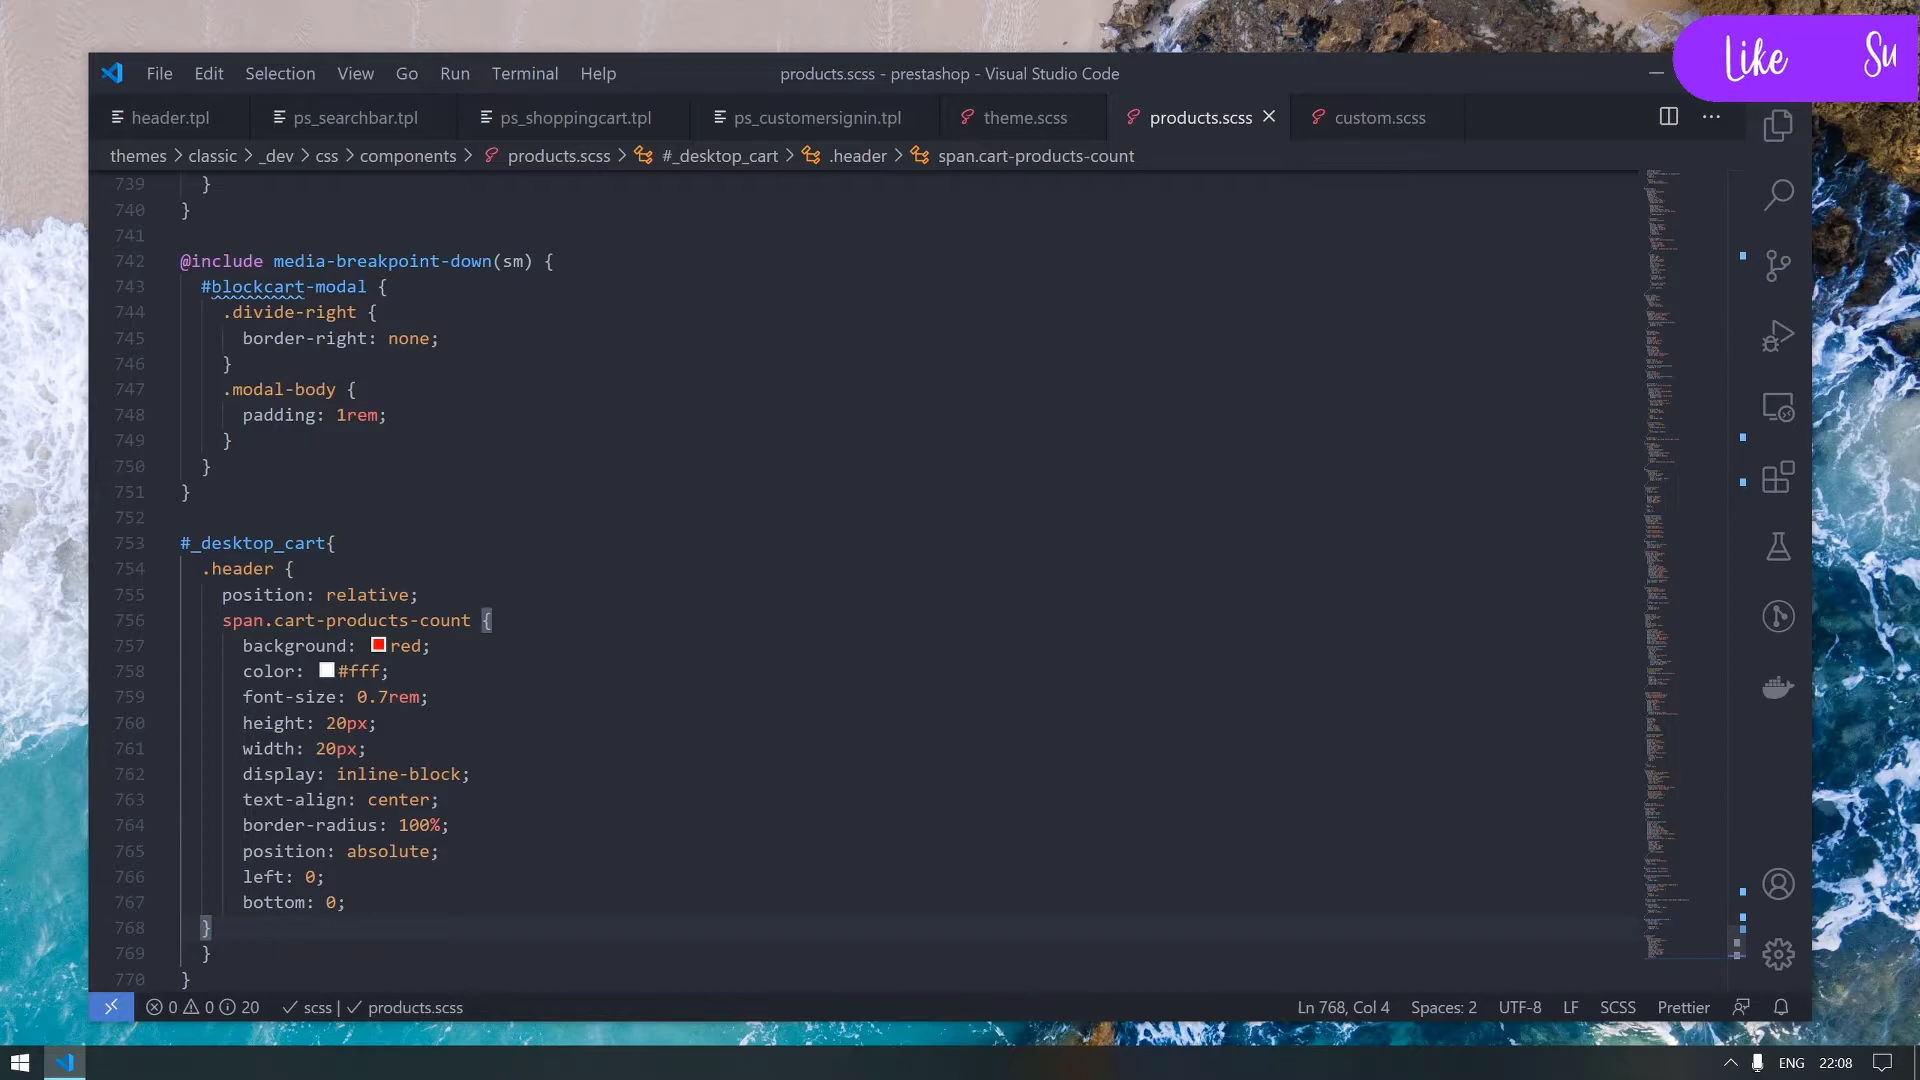 Like Su
File Edit Selection View Go Run Terminal Help
products.scss - prestashop - Visual Studio Code
header.tpl ps_searchbar.tpl ps_shoppingcart.tpl ps_customersignin.tpl theme.scss products.scss custom.scss
themes > classic > _dev > css > components > products.scss > #_desktop_cart > .header > span.cart-products-count
739 }
740 }
741
742 @include media-breakpoint-down(sm) {
743 #blockcart-modal {
744 .divide-right {
745 border-right: none;
746 }
747 .modal-body {
748 padding: 1rem;
749 }
750 }
751 }
752
753 #_desktop_cart{
754 .header {
755 position: relative;
756 span.cart-products-count {
757 background: red;
758 color: #fff;
759 font-size: 0.7rem;
760 height: 20px;
761 width: 20px;
762 display: inline-block;
763 text-align: center;
764 border-radius: 100%;
765 position: absolute;
766 left: 0;
767 bottom: 0;
768 }
769 }
770 }
0 0 20 scss | products.scss Ln 768, Col 4 Spaces: 2 UTF-8 LF SCSS Prettier
ENG 22:08